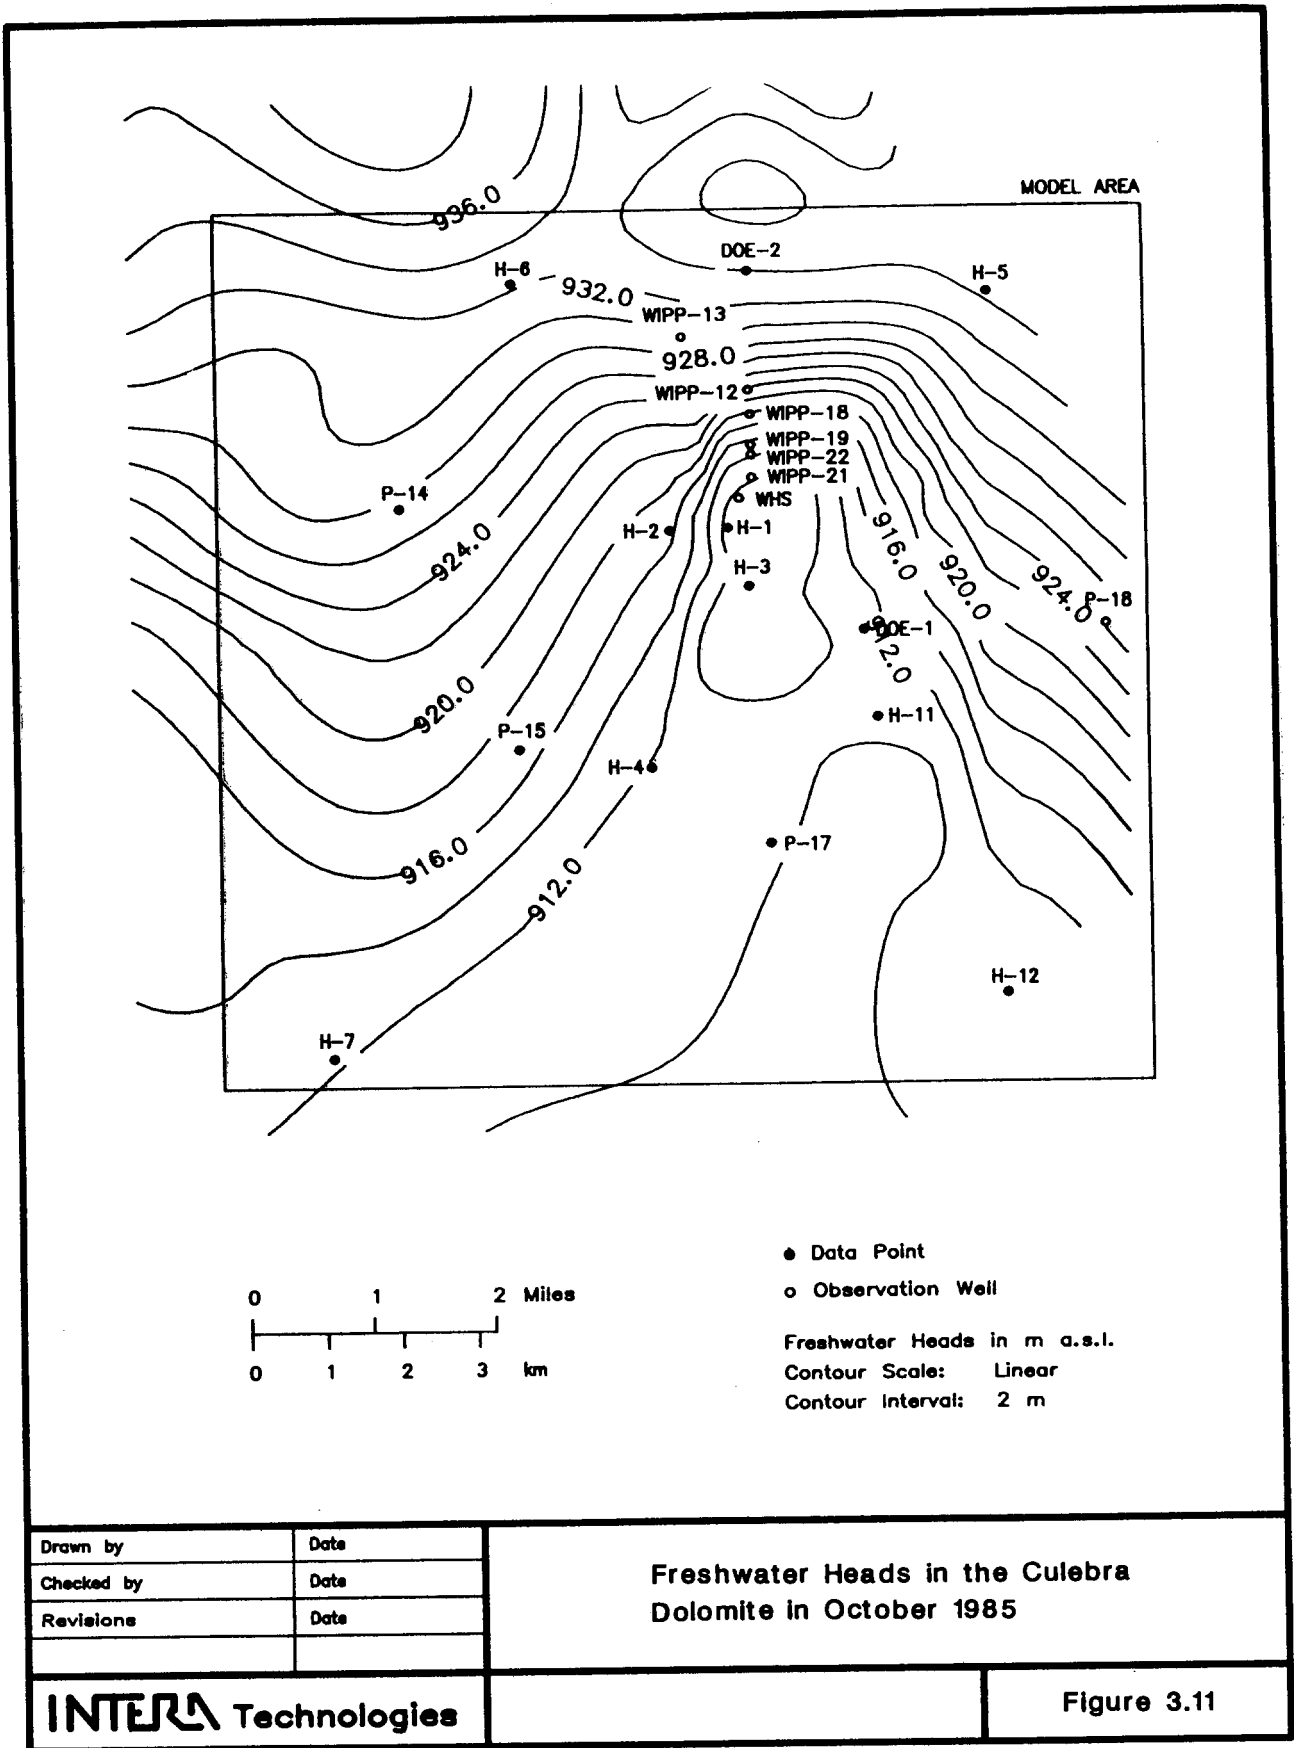 MODEL AREA
936.0
DOE-2
H-6
H-5
932.0
WIPP-13
928.0
WIPP-12
WIPP-18
WIPP-19
WIPP-22
WIPP-21
WHS
P-14
H-2
H-1
916.0
924.0
H-3
920.0
924.0
P-18
DOE-1
912.0
920.0
P-15
H-11
H-4
P-17
916.0
912.0
H-12
H-7
Data Point
Observation Well
0 1 2 Miles
0 1 2 3 km
Freshwater Heads in m a.s.l.
Contour Scale: Linear
Contour Interval: 2 m
Drawn by Date
Checked by Date
Revisions Date
Freshwater Heads in the Culebra
Dolomite in October 1985
INTERA Technologies
Figure 3.11